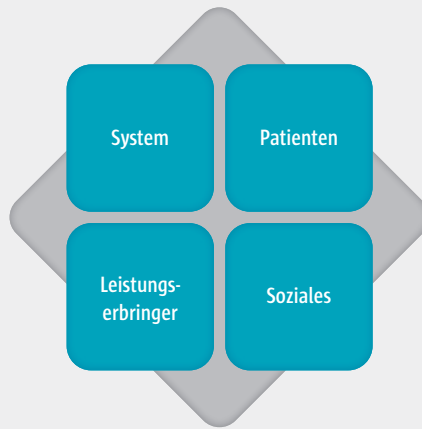 System
Patienten
Leistungs-
erbringer
Soziales